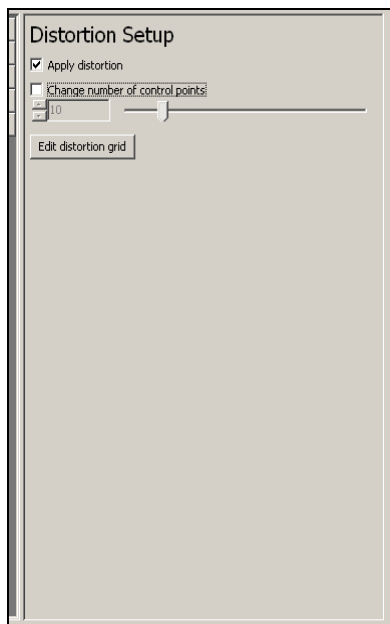 Distortion Setup
Apply distortion
Change number of control points
10
Edit distortion grid